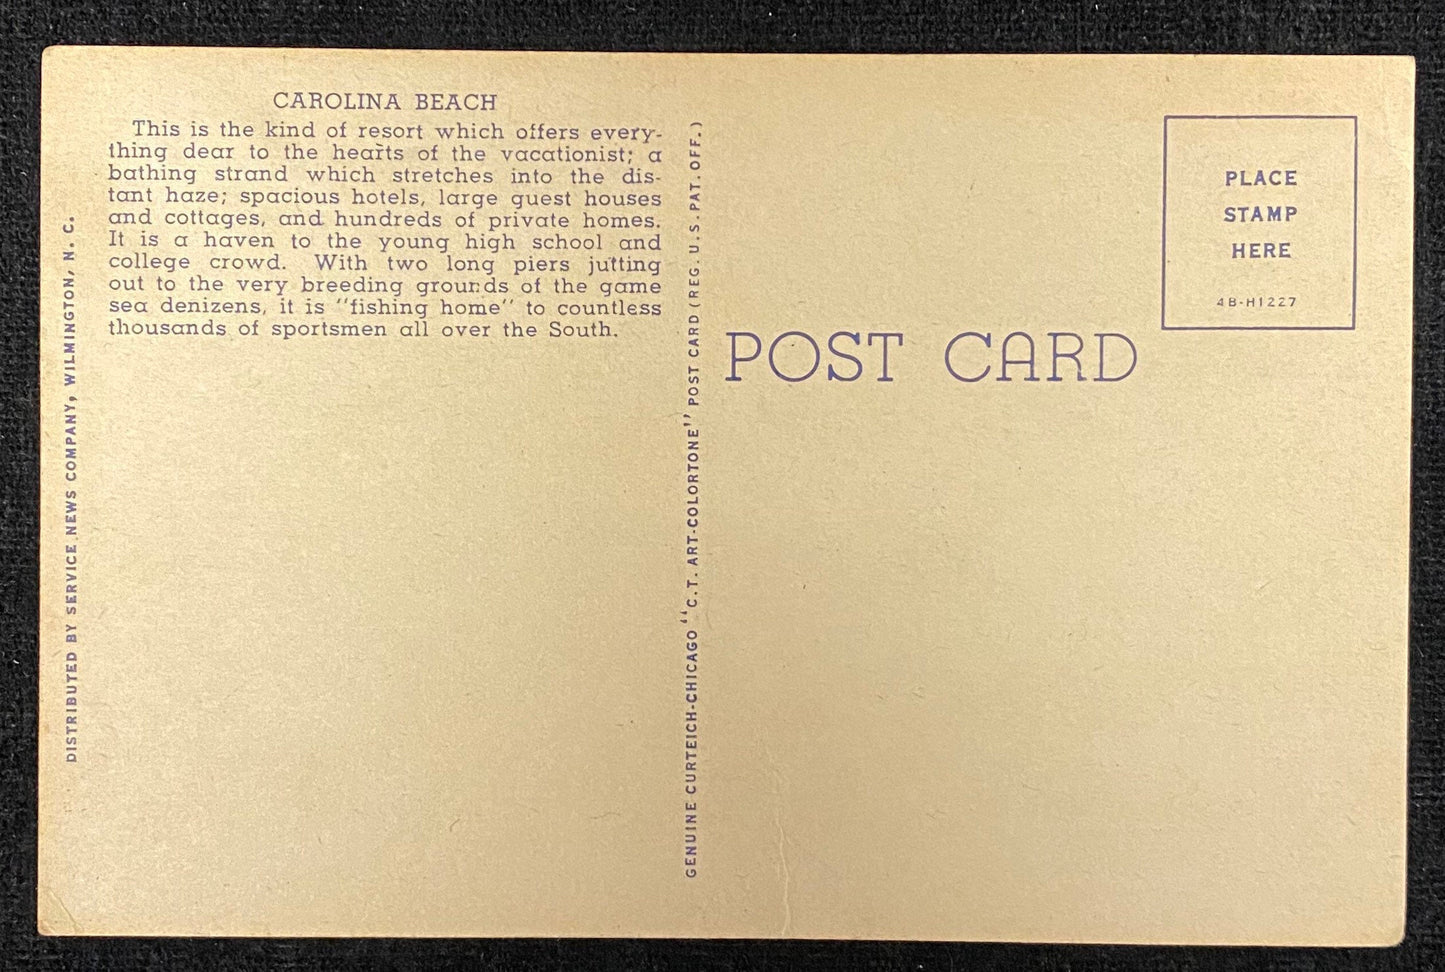 CAROLINA BEACH
This is the kind of resort which offers every-
thing dear to the hearts of the vacationist; a
bathing strand which stretches into the dis-
tant haze; spacious hotels, large guest houses
and cottages, and hundreds of private homes.
It is a haven to the young high school and
college crowd. With two long piers jutting
out to the very breeding grounds of the game
sea denizens, it is "fishing home" to countless
thousands of sportsmen all over the South.
DISTRIBUTED BY SERVICE NEWS COMPANY, WILMINGTON, N. C.
GENUINE CURTEICH-CHICAGO "C.T. ART-COLORTONE" POST CARD (REG. U.S. PAT. OFF.)
POST CARD
PLACE
STAMP
HERE
4B-H1227